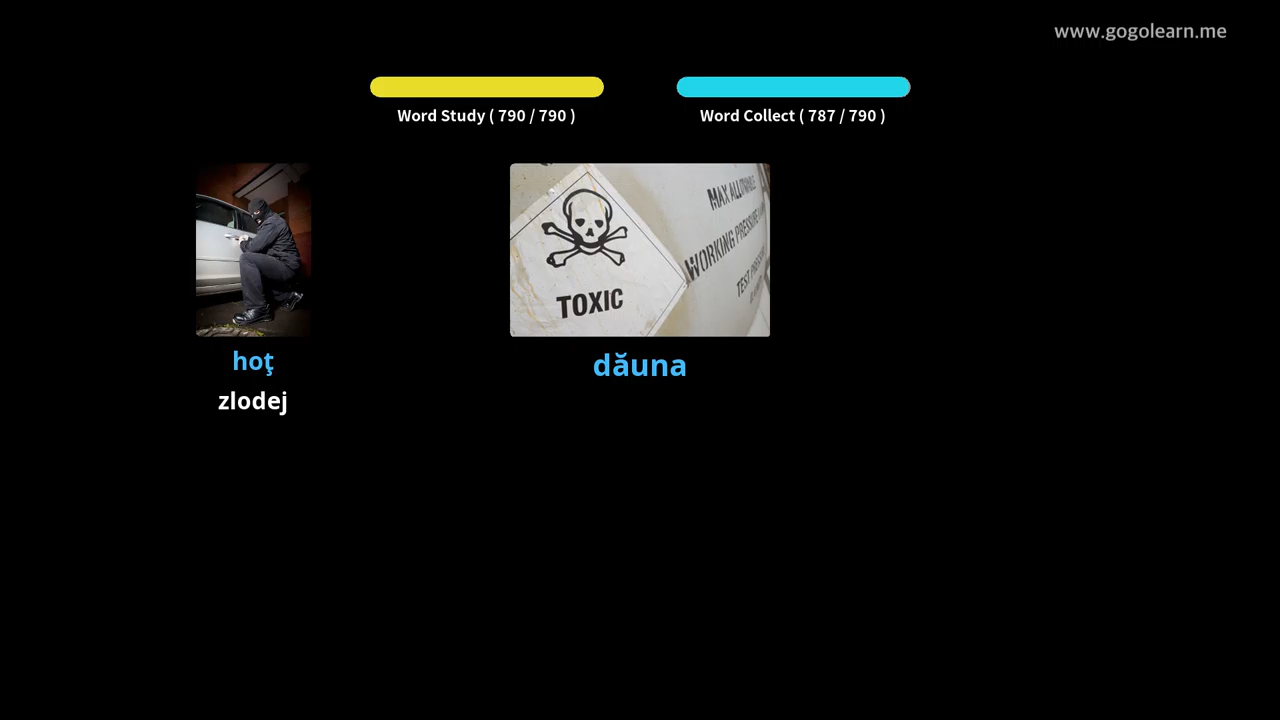 www.gogolearn.me
Word Study ( 790 / 790 )
Word Collect ( 787 / 790 )
MAX ALLOWABLE
WORKING PRESSURE
TEST
TOXIC
hoţ
dăuna
zlodej